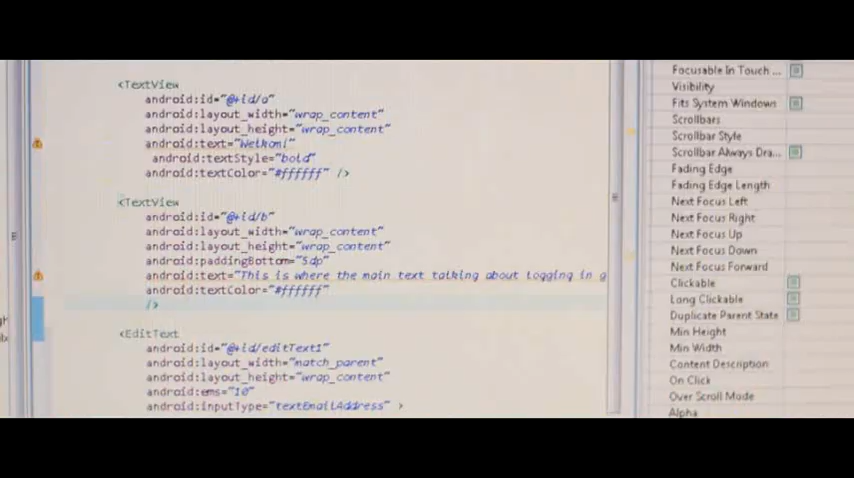 <TextView
android:id="@+id/a"
android:layout_width="wrap_content"
android:layout_height="wrap_content"
android:text="Welkom!"
android:textStyle="bold"
android:textColor="#ffffff" />
<TextView
android:id="@+id/b"
android:layout_width="wrap_content"
android:layout_height="wrap_content"
android:paddingBottom="5dp"
android:text="This is where the main text talking about logging in g
android:textColor="#ffffff"
/>
<EditText
android:id="@+id/editText1"
android:layout_width="match_parent"
android:layout_height="wrap_content"
android:ems="10"
android:inputType="textEmailAddress" >
Focusable In Touch ...
Visibility
Fits System Windows
Scrollbars
Scrollbar Style
Scrollbar Always Dra...
Fading Edge
Fading Edge Length
Next Focus Left
Next Focus Right
Next Focus Up
Next Focus Down
Next Focus Forward
Clickable
Long Clickable
Duplicate Parent State
Min Height
Min Width
Content Description
On Click
Over Scroll Mode
Alpha